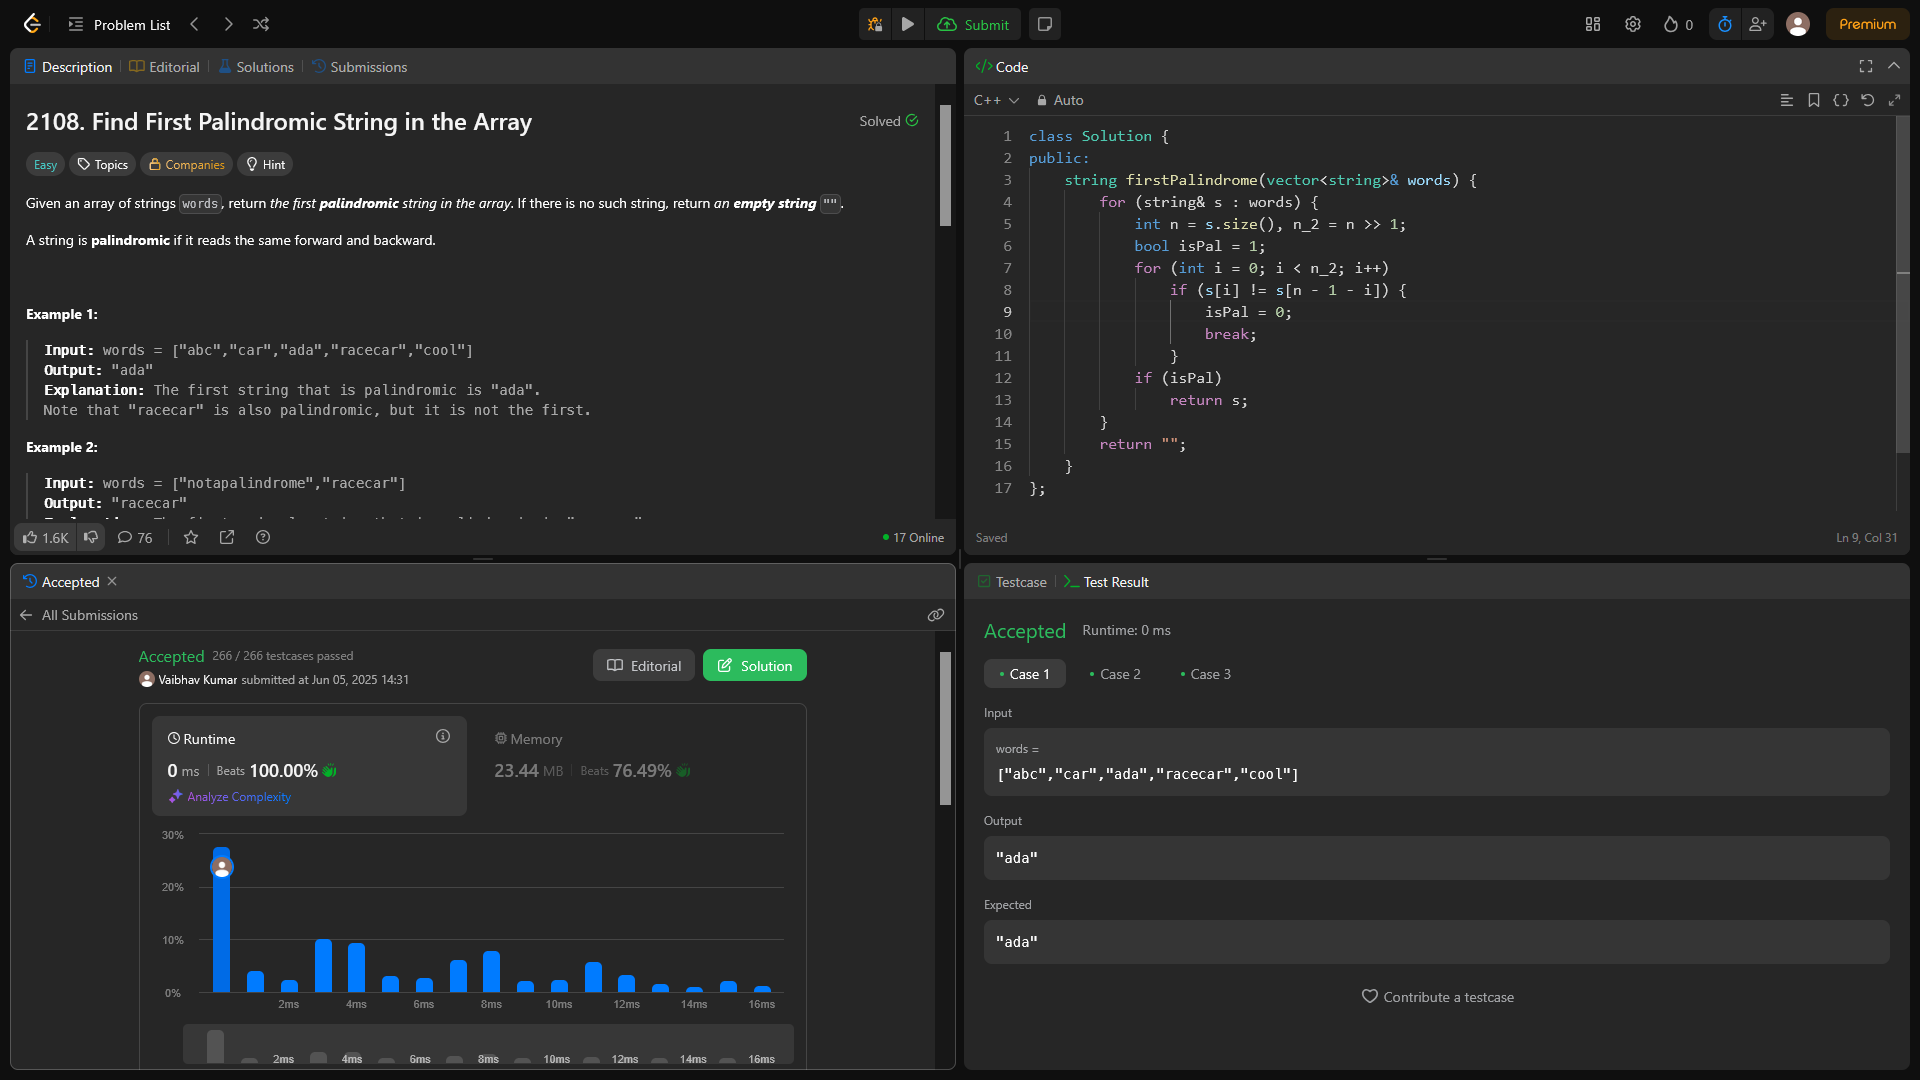 Problem List
Submit
0
Premium
Description
Editorial
Solutions
Submissions
2108. Find First Palindromic String in the Array
Solved
Easy
Topics
Companies
Hint
Given an array of strings words, return the first palindromic string in the array. If there is no such string, return an empty string "".
A string is palindromic if it reads the same forward and backward.
Example 1:
Input: words = ["abc","car","ada","racecar","cool"]
Output: "ada"
Explanation: The first string that is palindromic is "ada".
Note that "racecar" is also palindromic, but it is not the first.
Example 2:
Input: words = ["notapalindrome","racecar"]
Output: "racecar"
1.6K
76
17 Online
Code
C++
Auto
1 class Solution {
2 public:
3 string firstPalindrome(vector<string>& words) {
4 for (string& s : words) {
5 int n = s.size(), n_2 = n >> 1;
6 bool isPal = 1;
7 for (int i = 0; i < n_2; i++)
8 if (s[i] != s[n - 1 - i]) {
9 isPal = 0;
10 break;
11 }
12 if (isPal)
13 return s;
14 }
15 return "";
16 }
17 };
Saved
Ln 9, Col 31
Accepted
All Submissions
Accepted 266 / 266 testcases passed
Vaibhav Kumar submitted at Jun 05, 2025 14:31
Editorial
Solution
Runtime
0 ms Beats 100.00%
Analyze Complexity
Memory
23.44 MB Beats 76.49%
30%
20%
10%
0%
2ms 4ms 6ms 8ms 10ms 12ms 14ms 16ms
2ms 4ms 6ms 8ms 10ms 12ms 14ms 16ms
Testcase
Test Result
Accepted
Runtime: 0 ms
Case 1
Case 2
Case 3
Input
words =
["abc","car","ada","racecar","cool"]
Output
"ada"
Expected
"ada"
Contribute a testcase